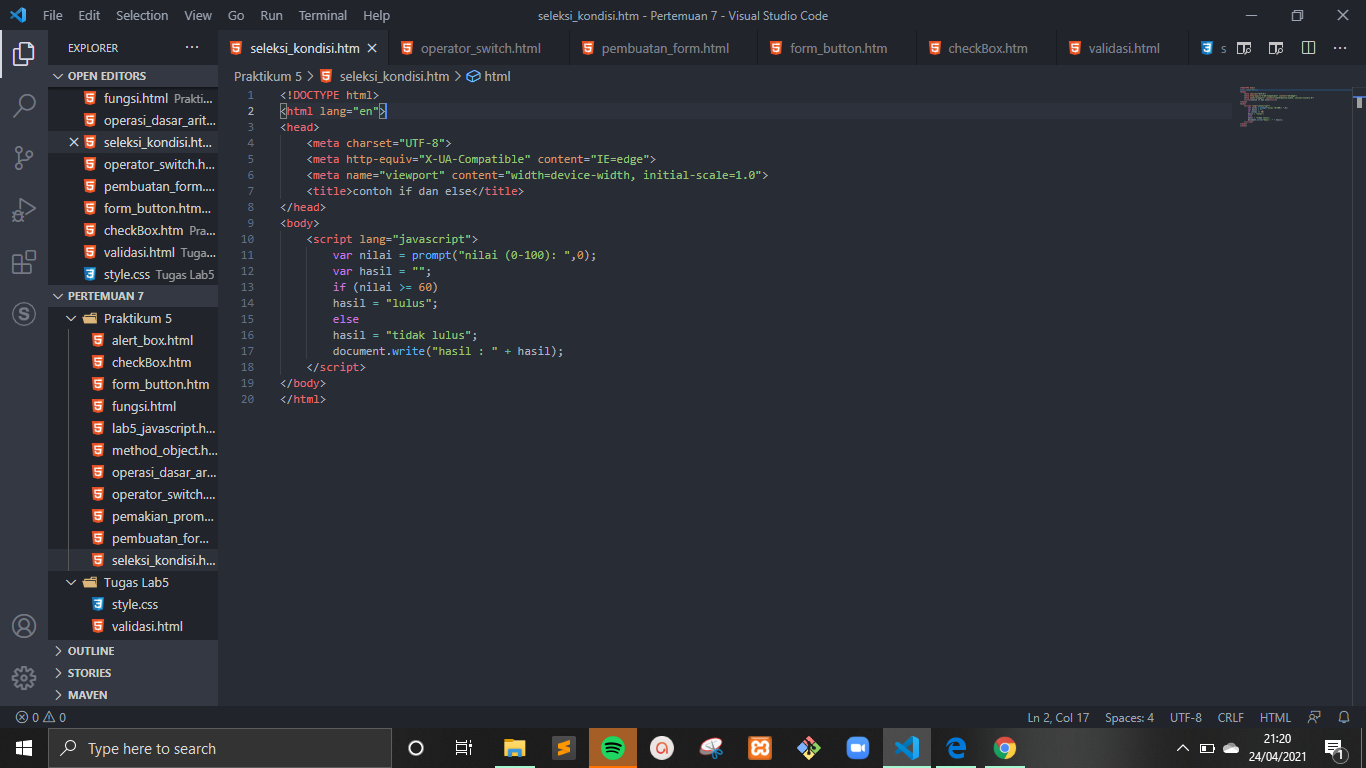 File Edit Selection View Go Run Terminal Help seleksi_kondisi.htm - Pertemuan 7 - Visual Studio Code
EXPLORER ...
seleksi_kondisi.htm operator_switch.html pembuatan_form.html form_button.htm checkBox.htm validasi.html s
OPEN EDITORS
fungsi.html Prakti...
operasi_dasar_arit...
seleksi_kondisi.ht...
operator_switch.h...
pembuatan_form....
form_button.htm...
checkBox.htm Pra...
validasi.html Tuga...
style.css Tugas Lab5
PERTEMUAN 7
Praktikum 5
alert_box.html
checkBox.htm
form_button.htm
fungsi.html
lab5_javascript.h...
method_object.h...
operasi_dasar_ar...
operator_switch....
pemakian_prom...
pembuatan_for...
seleksi_kondisi.h...
Tugas Lab5
style.css
validasi.html
OUTLINE
STORIES
MAVEN
Praktikum 5 > seleksi_kondisi.htm > html
1 <!DOCTYPE html>
2 <html lang="en">
3 <head>
4 <meta charset="UTF-8">
5 <meta http-equiv="X-UA-Compatible" content="IE=edge">
6 <meta name="viewport" content="width=device-width, initial-scale=1.0">
7 <title>contoh if dan else</title>
8 </head>
9 <body>
10 <script lang="javascript">
11 var nilai = prompt("nilai (0-100): ",0);
12 var hasil = "";
13 if (nilai >= 60)
14 hasil = "lulus";
15 else
16 hasil = "tidak lulus";
17 document.write("hasil : " + hasil);
18 </script>
19 </body>
20 </html>
0 0 Ln 2, Col 17 Spaces: 4 UTF-8 CRLF HTML
Type here to search
21:20
24/04/2021
1